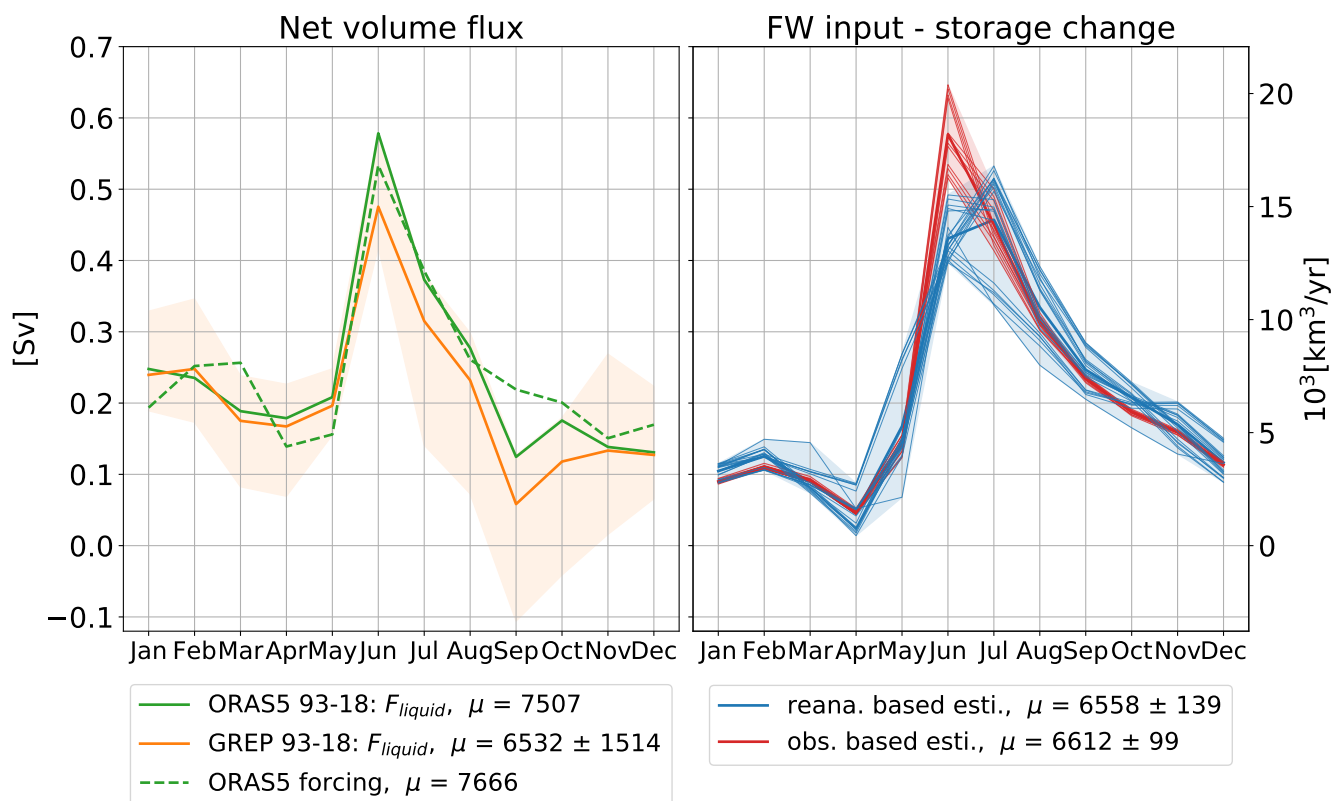 Net volume flux
FW input - storage change
[Sv]
0.7
0.6
0.5
0.4
0.3
0.2
0.1
0.0
−0.1
Jan Feb Mar Apr May Jun Jul Aug Sep Oct Nov Dec
Jan Feb Mar Apr May Jun Jul Aug Sep Oct Nov Dec
20
15
10
5
0
10³[km³/yr)
ORAS5 93-18: F_liquid, μ = 7507
GREP 93-18: F_liquid, μ = 6532 ± 1514
ORAS5 forcing, μ = 7666
reana. based esti., μ = 6558 ± 139
obs. based esti., μ = 6612 ± 99